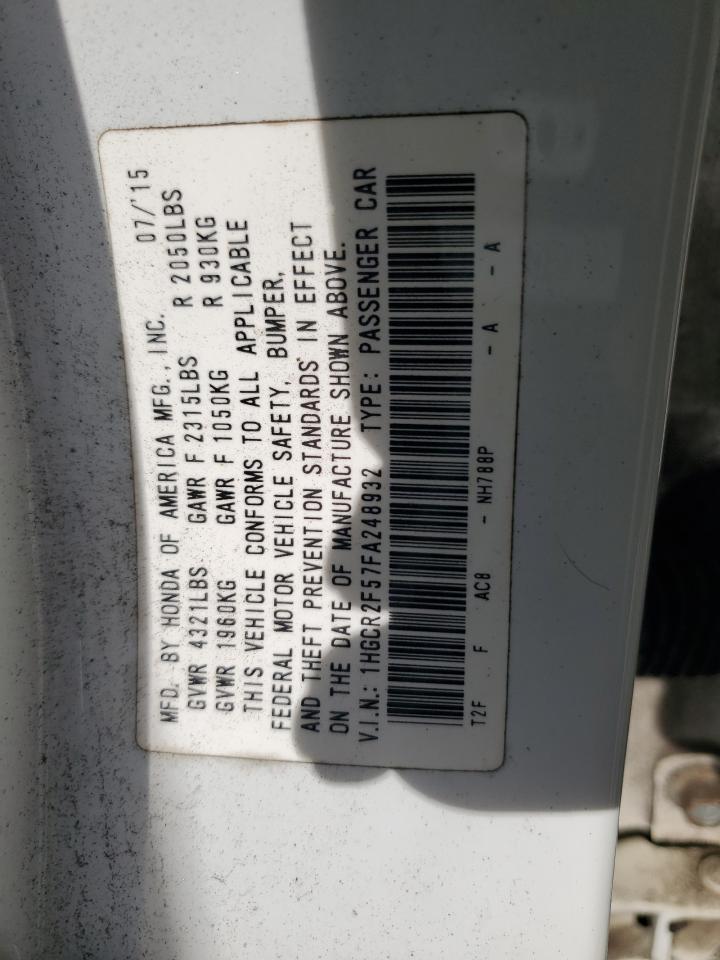 MFD. BY HONDA OF AMERICA MFG., INC. 07/'15
GVWR 4321LBS GAWR F 2315LBS R 2050LBS
GVWR 1960KG GAWR F 1050KG R 930KG
THIS VEHICLE CONFORMS TO ALL APPLICABLE
FEDERAL MOTOR VEHICLE SAFETY, BUMPER,
AND THEFT PREVENTION STANDARDS IN EFFECT
ON THE DATE OF MANUFACTURE SHOWN ABOVE.
V.I.N.: 1HGCR2F57FA248932 TYPE: PASSENGER CAR
T2F F AC8 - NH788P - A - A